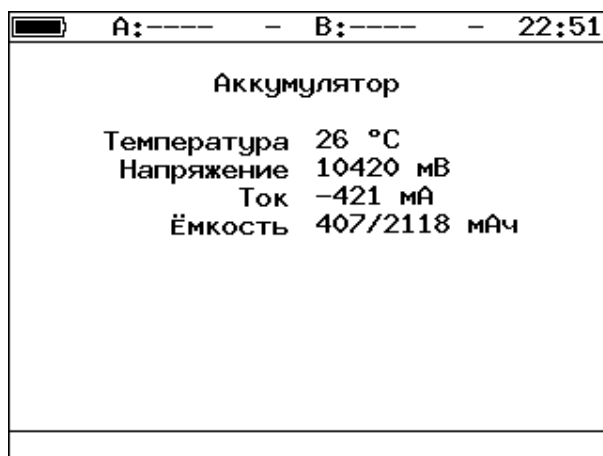 A:---- - B:---- - 22:51
Аккумулятор
Температура 26 °C
Напряжение 10420 мВ
Ток -421 мА
Ёмкость 407/2118 мАч